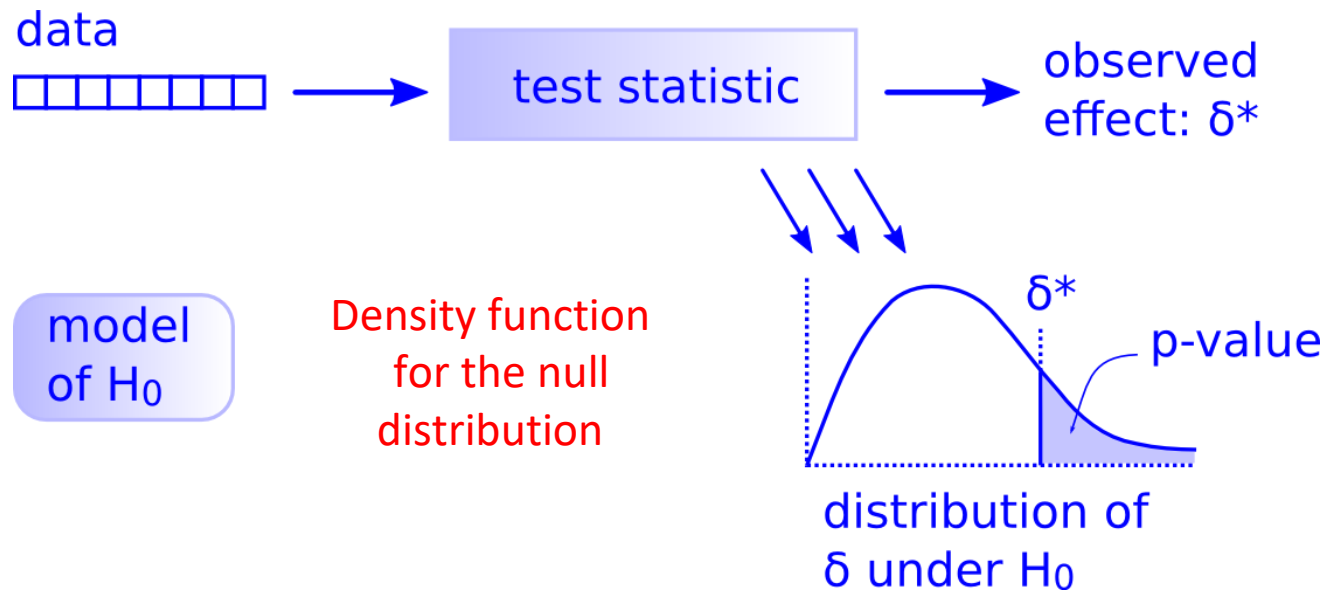 data
test statistic
observed
effect: δ*
model
of H₀
Density function
for the null
distribution
δ*
p-value
distribution of
δ under H₀